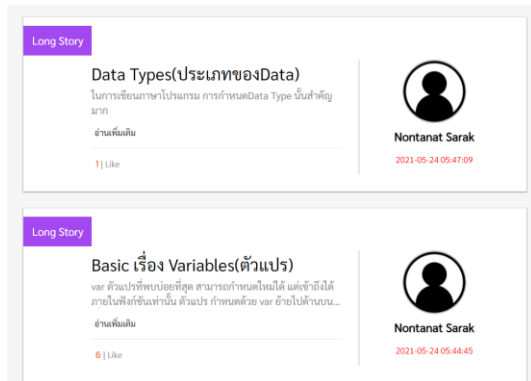 Long Story
Data Types(ประเภทของData)
ในการเขียนภาษาโปรแกรม การกำหนดData Type นั้นสำคัญ
มาก
อ่านเพิ่มเติม
1| Like
Nontanat Sarak
2021-05-24 05:47:09
Long Story
Basic เรื่อง Variables(ตัวแปร)
var ตัวแปรที่พบบ่อยที่สุด สามารถกำหนดใหม่ได้ แต่เข้าถึงได้
ภายในฟังก์ชันเท่านั้น ตัวแปร กำหนดด้วย var ย้ายไปด้านบน...
อ่านเพิ่มเติม
6 | Like
Nontanat Sarak
2021-05-24 05:44:45